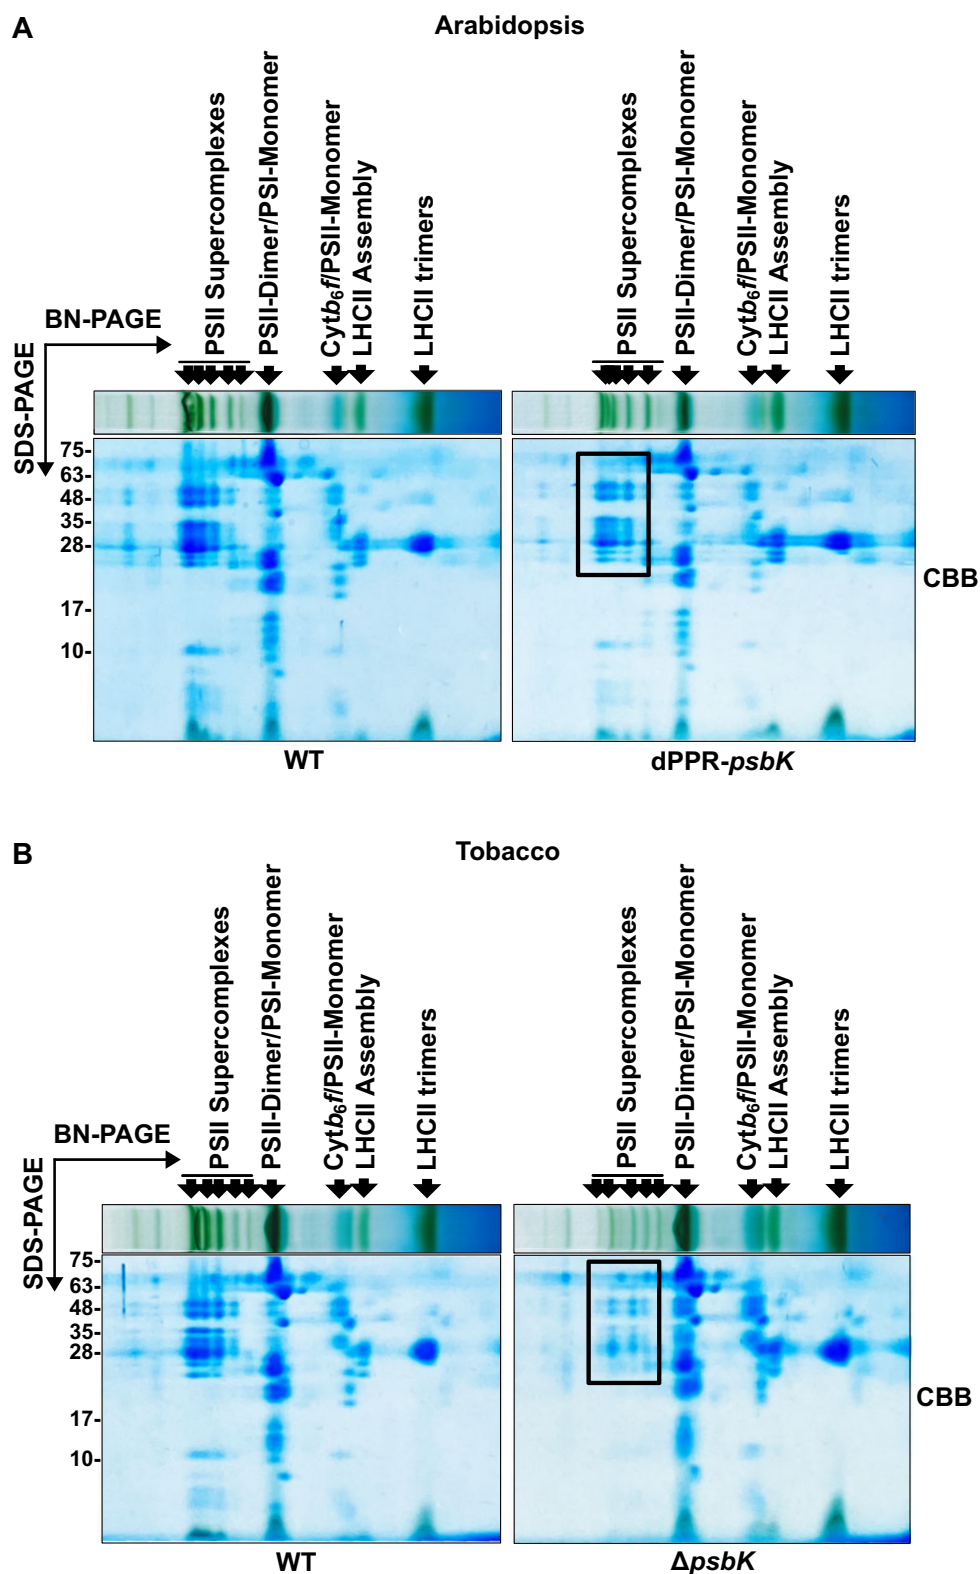 A
Arabidopsis
PSII Supercomplexes
PSII-Dimer/PSI-Monomer
Cytb6f/PSII-Monomer
LHCII Assembly
LHCII trimers
PSII Supercomplexes
PSII-Dimer/PSI-Monomer
Cytb6f/PSII-Monomer
LHCII Assembly
LHCII trimers
BN-PAGE
SDS-PAGE
75-
63-
48-
35-
28-
17-
10-
CBB
WT
dPPR-psbK
B
Tobacco
PSII Supercomplexes
PSII-Dimer/PSI-Monomer
Cytb6f/PSII-Monomer
LHCII Assembly
LHCII trimers
PSII Supercomplexes
PSII-Dimer/PSI-Monomer
Cytb6f/PSII-Monomer
LHCII Assembly
LHCII trimers
BN-PAGE
SDS-PAGE
75-
63-
48-
35-
28-
17-
10-
CBB
WT
ΔpsbK